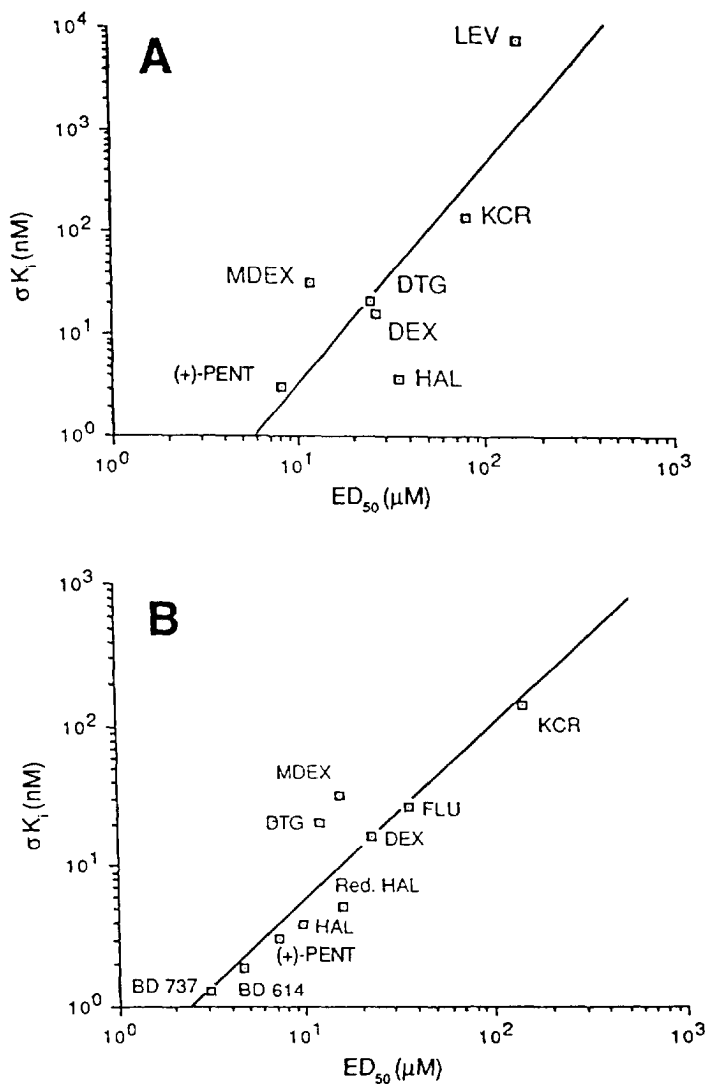 A
10⁴
10³
10²
10¹
10⁰
σ Kᵢ (nM)
LEV
KCR
MDEX
DTG
DEX
(+)-PENT
HAL
10⁰
10¹
10²
10³
ED₅₀ (μM)
B
10³
10²
10¹
10⁰
σ Kᵢ (nM)
KCR
MDEX
DTG
FLU
DEX
Red. HAL
HAL
(+)-PENT
BD 737
BD 614
10⁰
10¹
10²
10³
ED₅₀ (μM)